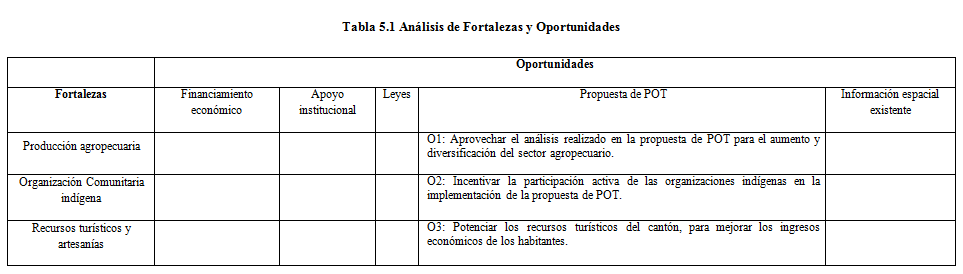 Tabla 5.1 Análisis de Fortalezas y Oportunidades
Oportunidades
Fortalezas
Financiamiento
económico
Apoyo
institucional
Leyes
Propuesta de POT
Información espacial
existente
Producción agropecuaria
O1: Aprovechar el análisis realizado en la propuesta de POT para el aumento y
diversificación del sector agropecuario.
Organización Comunitaria
indígena
O2: Incentivar la participación activa de las organizaciones indígenas en la
implementación de la propuesta de POT.
Recursos turísticos y
artesanías
O3: Potenciar los recursos turísticos del cantón, para mejorar los ingresos
económicos de los habitantes.